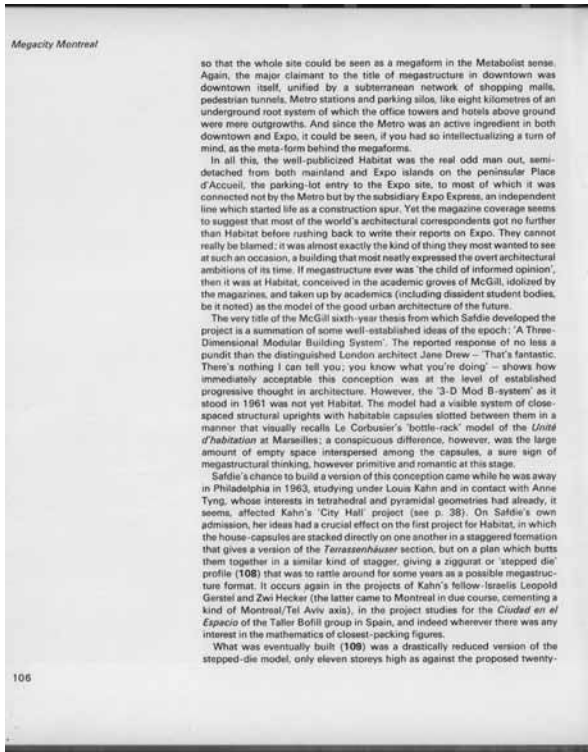 Megacity Montreal
so that the whole site could be seen as a megaform in the Metabolist sense.
Again, the major claimant to the title of megastructure in downtown was
downtown itself, unified by a subterranean network of shopping malls,
pedestrian tunnels, Metro stations and parking silos, like eight kilometres of an
underground root system of which the office towers and hotels above ground
were mere outgrowths. And since the Metro was an active ingredient in both
downtown and Expo, it could be seen, if you had so intellectualizing a turn of
mind, as the meta-form behind the megaforms.
In all this, the well-publicized Habitat was the real odd man out, semi-
detached from both mainland and Expo islands on the peninsular Place
d'Accueil, the parking-lot entry to the Expo site, to most of which it was
connected not by the Metro but by the subsidiary Expo Express, an independent
line which started life as a construction spur. Yet the magazine coverage seems
to suggest that most of the world's architectural correspondents got no further
than Habitat before rushing back to write their reports on Expo. They cannot
really be blamed; it was almost exactly the kind of thing they most wanted to see
at such an occasion, a building that most neatly expressed the overt architectural
ambitions of its time. If megastructure ever was 'the child of informed opinion',
then it was at Habitat, conceived in the academic groves of McGill, idolized by
the magazines, and taken up by academics (including dissident student bodies,
be it noted) as the model of the good urban architecture of the future.
The very title of the McGill sixth-year thesis from which Safdie developed the
project is a summation of some well-established ideas of the epoch: 'A Three-
Dimensional Modular Building System'. The reported response of no less a
pundit than the distinguished London architect Jane Drew – 'That's fantastic.
There's nothing I can tell you; you know what you're doing' – shows how
immediately acceptable this conception was at the level of established
progressive thought in architecture. However, the '3-D Mod B-system' as it
stood in 1961 was not yet Habitat. The model had a visible system of close-
spaced structural uprights with habitable capsules slotted between them in a
manner that visually recalls Le Corbusier's 'bottle-rack' model of the Unité
d'habitation at Marseilles; a conspicuous difference, however, was the large
amount of empty space interspersed among the capsules, a sure sign of
megastructural thinking, however primitive and romantic at this stage.
Safdie's chance to build a version of this conception came while he was away
in Philadelphia in 1963, studying under Louis Kahn and in contact with Anne
Tyng, whose interests in tetrahedral and pyramidal geometries had already, it
seems, affected Kahn's 'City Hall' project (see p. 38). On Safdie's own
admission, her ideas had a crucial effect on the first project for Habitat, in which
the house-capsules are stacked directly on one another in a staggered formation
that gives a version of the Terrassenhäuser section, but on a plan which butts
them together in a similar kind of stagger, giving a ziggurat or 'stepped die'
profile (108) that was to rattle around for some years as a possible megastruc-
ture format. It occurs again in the projects of Kahn's fellow-Israelis Leopold
Gerstel and Zwi Hecker (the latter came to Montreal in due course, cementing a
kind of Montreal/Tel Aviv axis), in the project studies for the Ciudad en el
Espacio of the Taller Bofill group in Spain, and indeed wherever there was any
interest in the mathematics of closest-packing figures.
What was eventually built (109) was a drastically reduced version of the
stepped-die model, only eleven storeys high as against the proposed twenty-
106